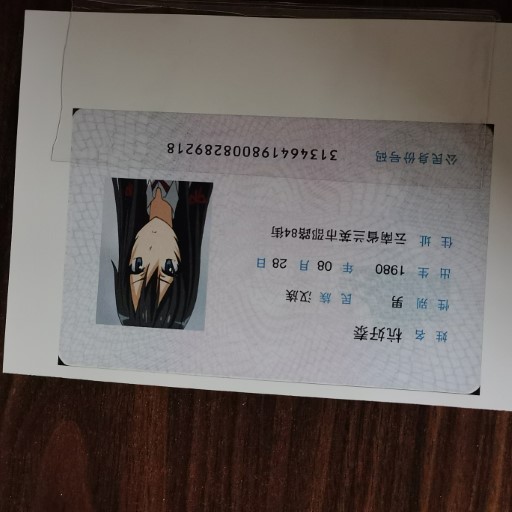 姓 名 杭好泰
性 别 男 民 族 汉族
出 生 1980 年 08 月 28 日
住 址 云南省兰英市邵路84街
公民身份号码 313464198008289218